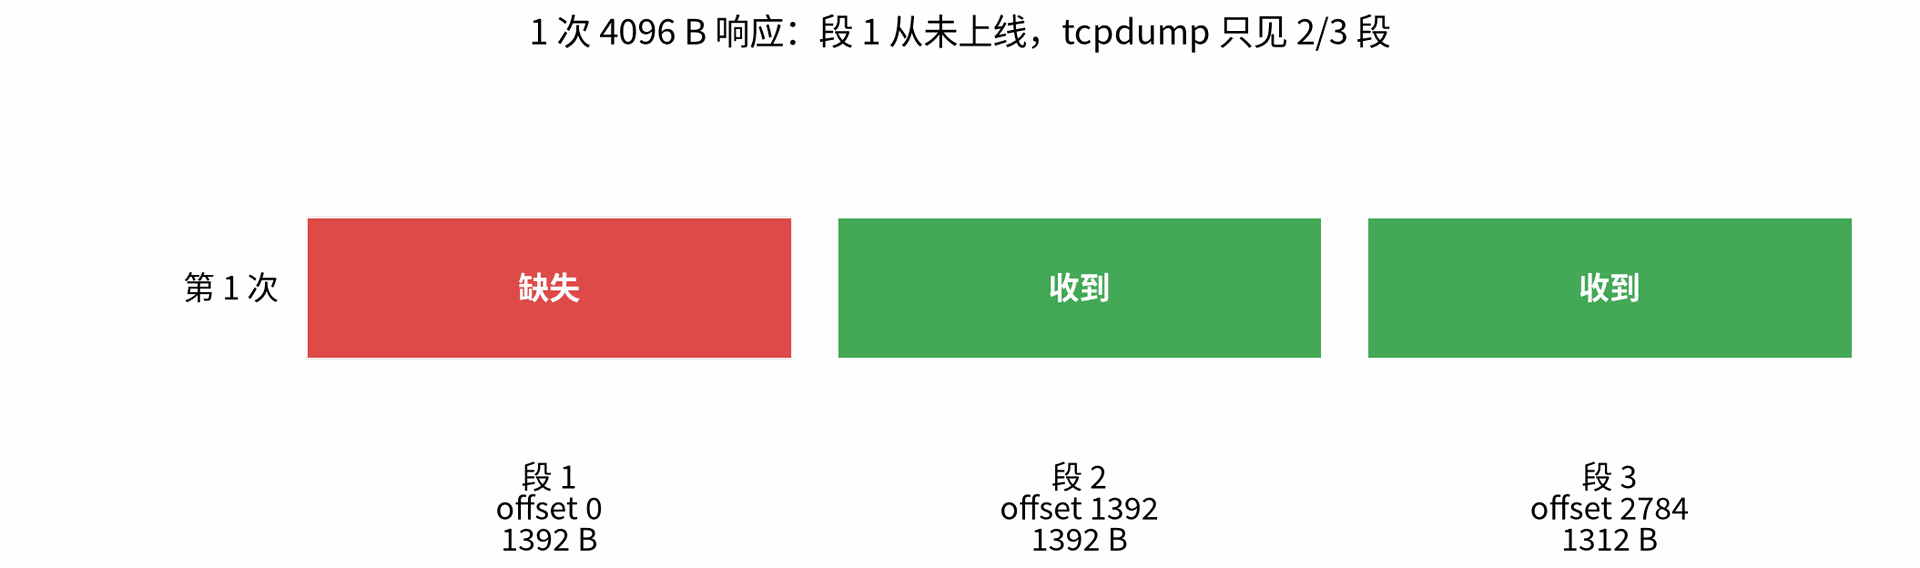 1 次 4096 B 响应：段 1 从未上线，tcpdump 只见 2/3 段
第 1 次
缺失
收到
收到
段 1
offset 0
1392 B
段 2
offset 1392
1392 B
段 3
offset 2784
1312 B